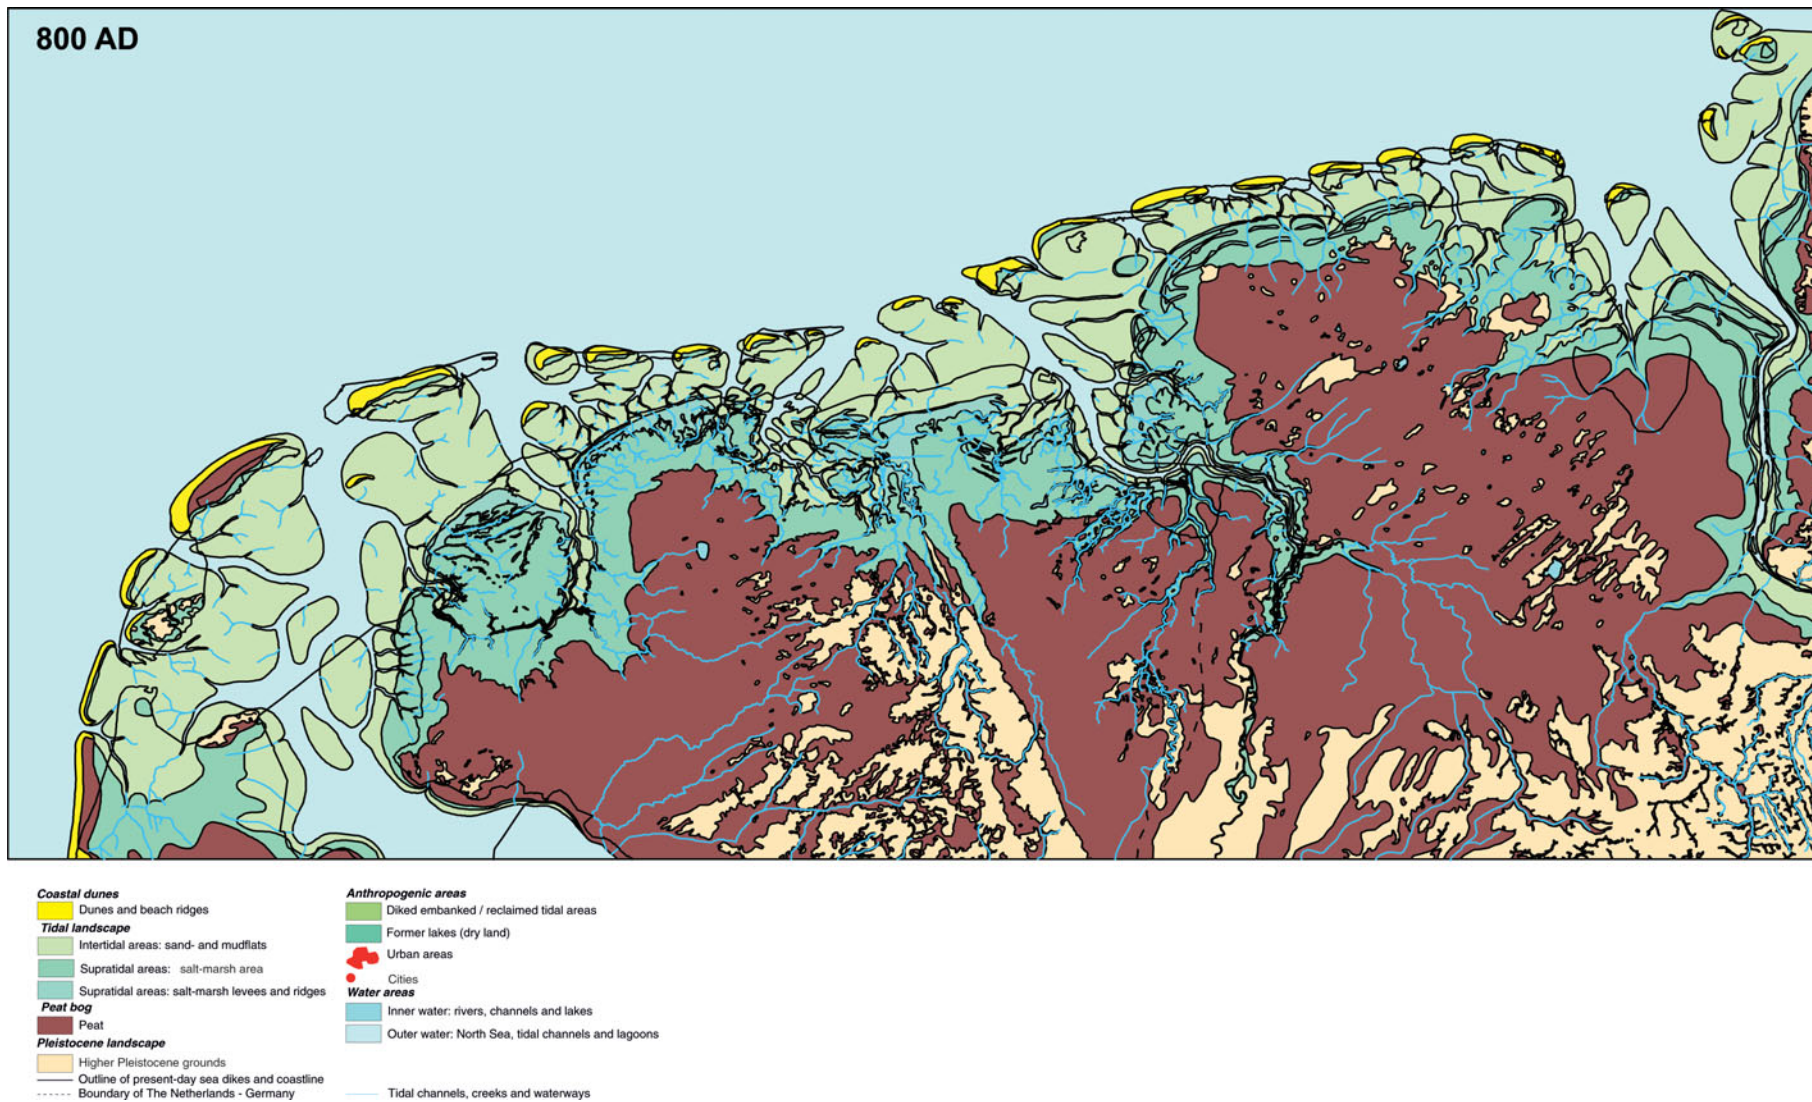 800 AD
Coastal dunes
Dunes and beach ridges
Tidal landscape
Intertidal areas: sand- and mudflats
Supratidal areas: salt-marsh area
Supratidal areas: salt-marsh levees and ridges
Peat bog
Peat
Pleistocene landscape
Higher Pleistocene grounds
Outline of present-day sea dikes and coastline
Boundary of The Netherlands - Germany
Anthropogenic areas
Diked embanked / reclaimed tidal areas
Former lakes (dry land)
Urban areas
Cities
Water areas
Inner water: rivers, channels and lakes
Outer water: North Sea, tidal channels and lagoons
Tidal channels, creeks and waterways